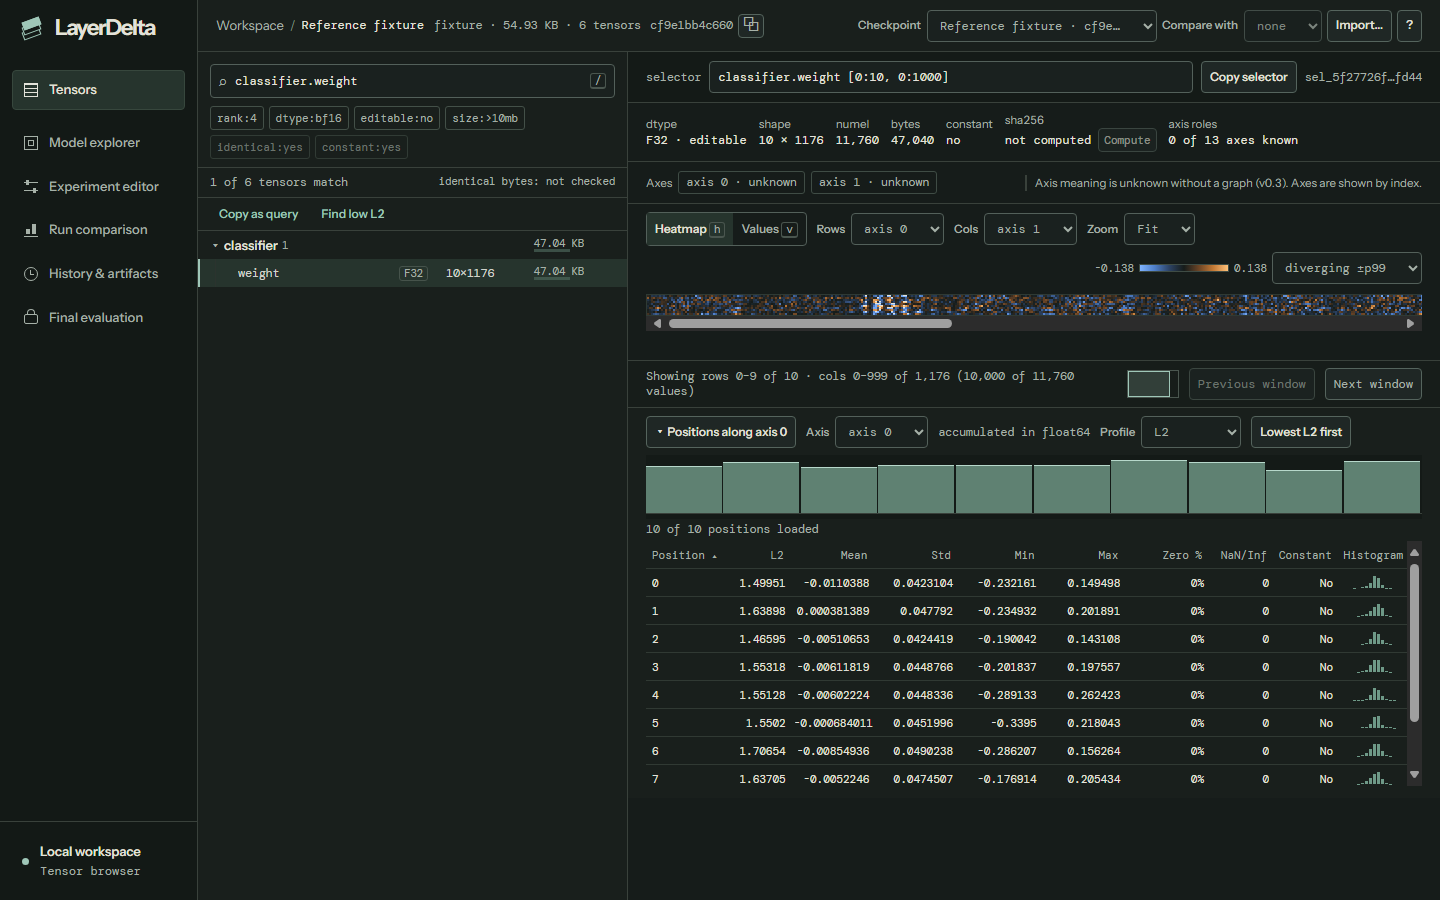 LayerDelta
Workspace / Reference fixture fixture · 54.93 KB · 6 tensors cf9e1bb4c660
Checkpoint Reference fixture · cf9e… Compare with none Import… ?
Tensors
Model explorer
Experiment editor
Run comparison
History & artifacts
Final evaluation
Local workspace
Tensor browser
classifier.weight /
rank:4 dtype:bf16 editable:no size:>10mb
identical:yes constant:yes
1 of 6 tensors match identical bytes: not checked
Copy as query Find low L2
classifier 1 47.04 KB
weight F32 10×1176 47.04 KB
selector classifier.weight [0:10, 0:1000] Copy selector sel_5f27726f…fd44
dtype shape numel bytes constant sha256 axis roles
F32 · editable 10 × 1176 11,760 47,040 no not computed Compute 0 of 13 axes known
Axes axis 0 · unknown axis 1 · unknown Axis meaning is unknown without a graph (v0.3). Axes are shown by index.
Heatmap h Values v Rows axis 0 Cols axis 1 Zoom Fit
-0.138 0.138 diverging ±p99
Showing rows 0–9 of 10 · cols 0–999 of 1,176 (10,000 of 11,760
values)
Previous window Next window
Positions along axis 0 Axis axis 0 accumulated in float64 Profile L2 Lowest L2 first
10 of 10 positions loaded
Position L2 Mean Std Min Max Zero % NaN/Inf Constant Histogram
0 1.49951 -0.0110388 0.0423104 -0.232161 0.149498 0% 0 No
1 1.63898 0.000381389 0.047792 -0.234932 0.201891 0% 0 No
2 1.46595 -0.00510653 0.0424419 -0.190042 0.143108 0% 0 No
3 1.55318 -0.00611819 0.0448766 -0.201837 0.197557 0% 0 No
4 1.55128 -0.00602224 0.0448336 -0.289133 0.262423 0% 0 No
5 1.5502 -0.000684011 0.0451996 -0.3395 0.218043 0% 0 No
6 1.70654 -0.00854936 0.0490238 -0.286207 0.156264 0% 0 No
7 1.63705 -0.0052246 0.0474507 -0.176914 0.205434 0% 0 No